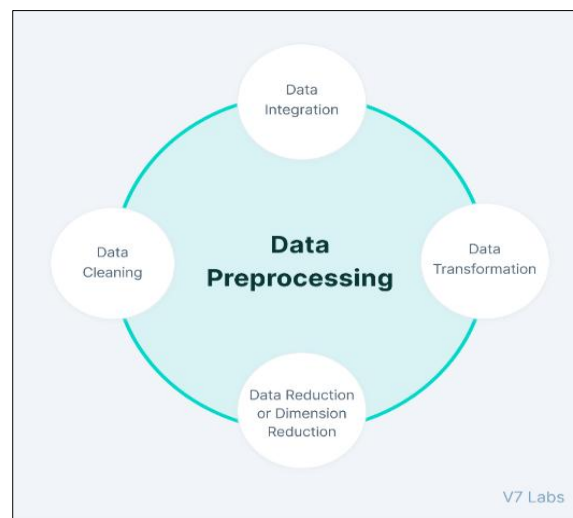 Data
Integration
Data
Cleaning
Data
Preprocessing
Data
Transformation
Data Reduction
or Dimension
Reduction
V7 Labs